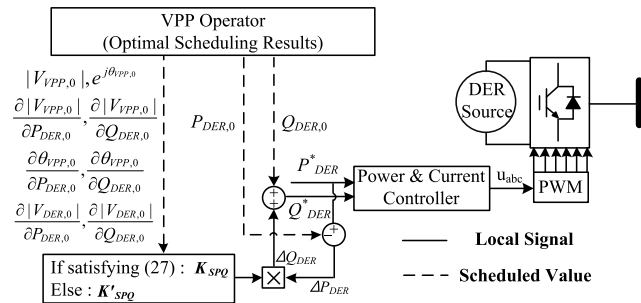 VPP Operator
(Optimal Scheduling Results)
|V_{VPP,0}|, e^{jθ_{VPP,0}}
∂|V_{VPP,0}|/∂P_{DER,0}, ∂|V_{VPP,0}|/∂Q_{DER,0}
∂θ_{VPP,0}/∂P_{DER,0}, ∂θ_{VPP,0}/∂Q_{DER,0}
∂|V_{DER,0}|/∂P_{DER,0}, ∂|V_{DER,0}|/∂Q_{DER,0}
P_{DER,0}
Q_{DER,0}
P^*_{DER}
Q^*_{DER}
+
+
−
+
Power & Current
Controller
u_{abc}
PWM
DER
Source
If satisfying (27) : K_{SPQ}
Else : K'_{SPQ}
×
ΔQ_{DER}
ΔP_{DER}
Local Signal
Scheduled Value